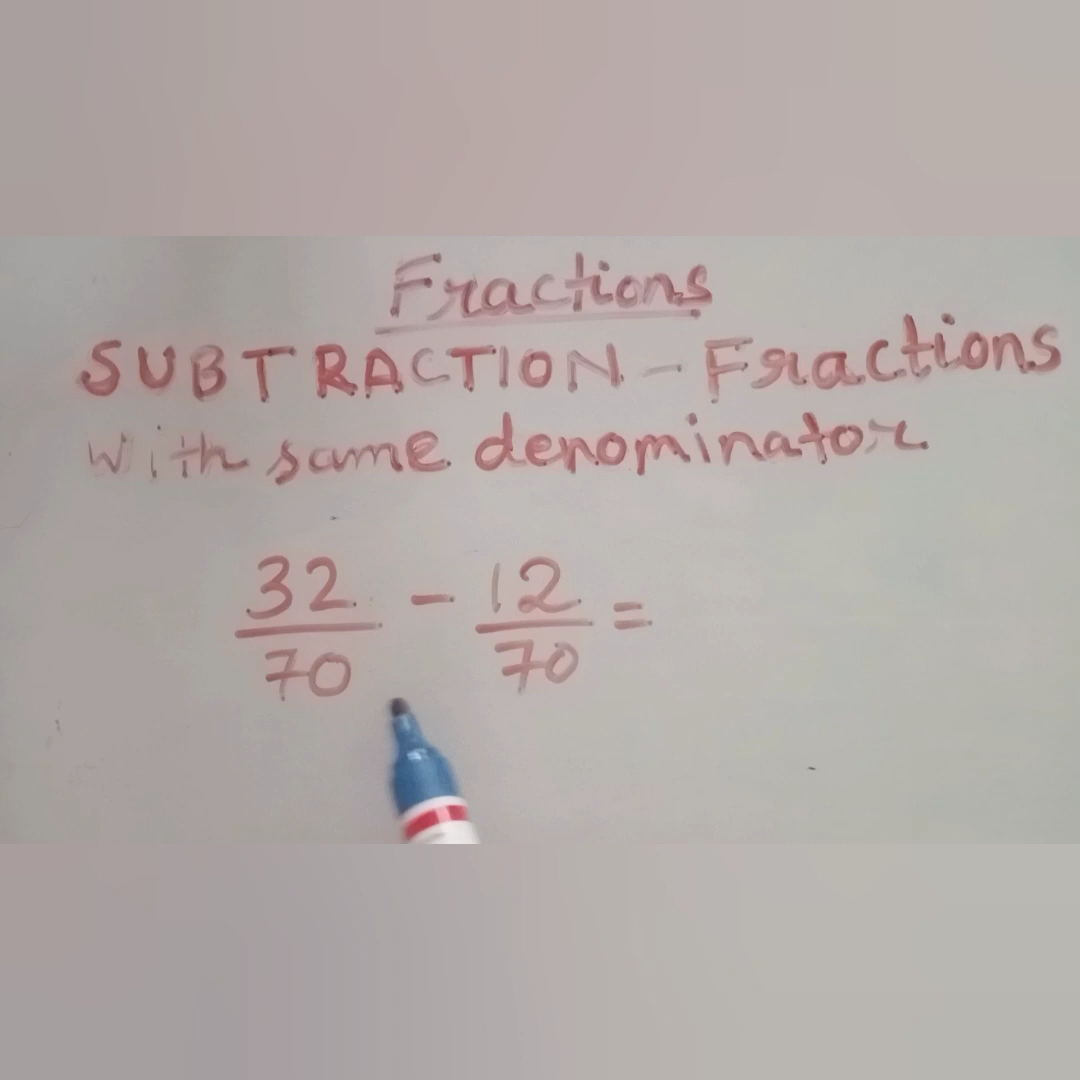 Fractions
SUBTRACTION - Fractions
With same denominator
32/70 - 12/70 =